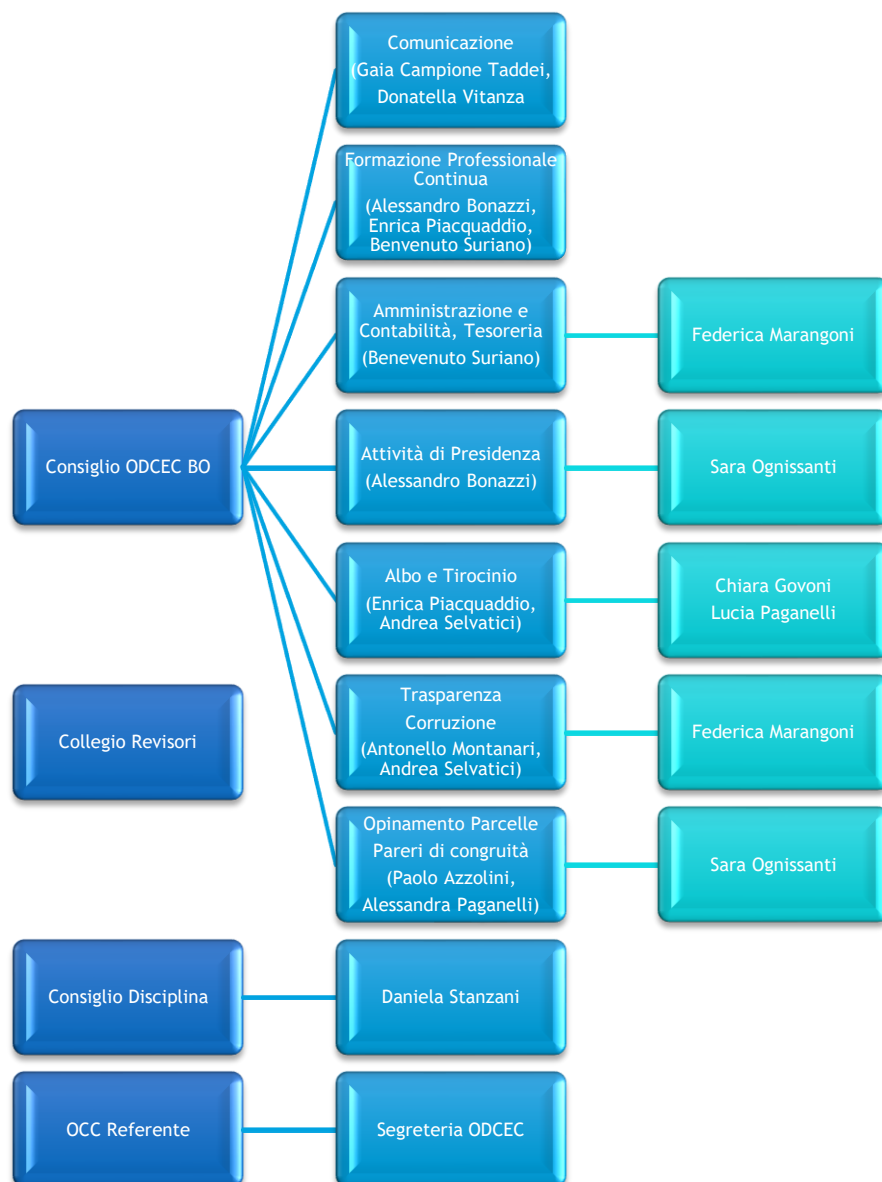 Comunicazione
(Gaia Campione Taddei,
Donatella Vitanza
Formazione Professionale
Continua
(Alessandro Bonazzi,
Enrica Piacquaddio,
Benvenuto Suriano)
Amministrazione e
Contabilità, Tesoreria
(Benevenuto Suriano)
Federica Marangoni
Consiglio ODCEC BO
Attività di Presidenza
(Alessandro Bonazzi)
Sara Ognissanti
Albo e Tirocinio
(Enrica Piacquaddio,
Andrea Selvatici)
Chiara Govoni
Lucia Paganelli
Collegio Revisori
Trasparenza
Corruzione
(Antonello Montanari,
Andrea Selvatici)
Federica Marangoni
Opinamento Parcelle
Pareri di congruità
(Paolo Azzolini,
Alessandra Paganelli)
Sara Ognissanti
Consiglio Disciplina
Daniela Stanzani
OCC Referente
Segreteria ODCEC